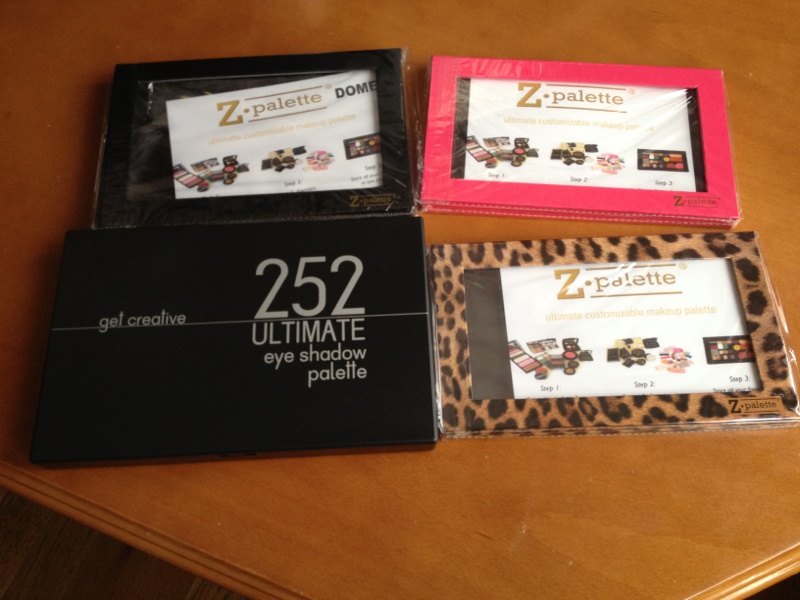 Z•palette® DOME
ultimate customizable makeup palette
Step
Z•palette
Z•palette®
ultimate customizable makeup
Step 1: Step 2: Step 3:
Z•palette
get creative
252
ULTIMATE
eye shadow
palette
Z•palette®
ultimate customizable makeup palette
Step 1: Step 2: Step 3:
Z•palette